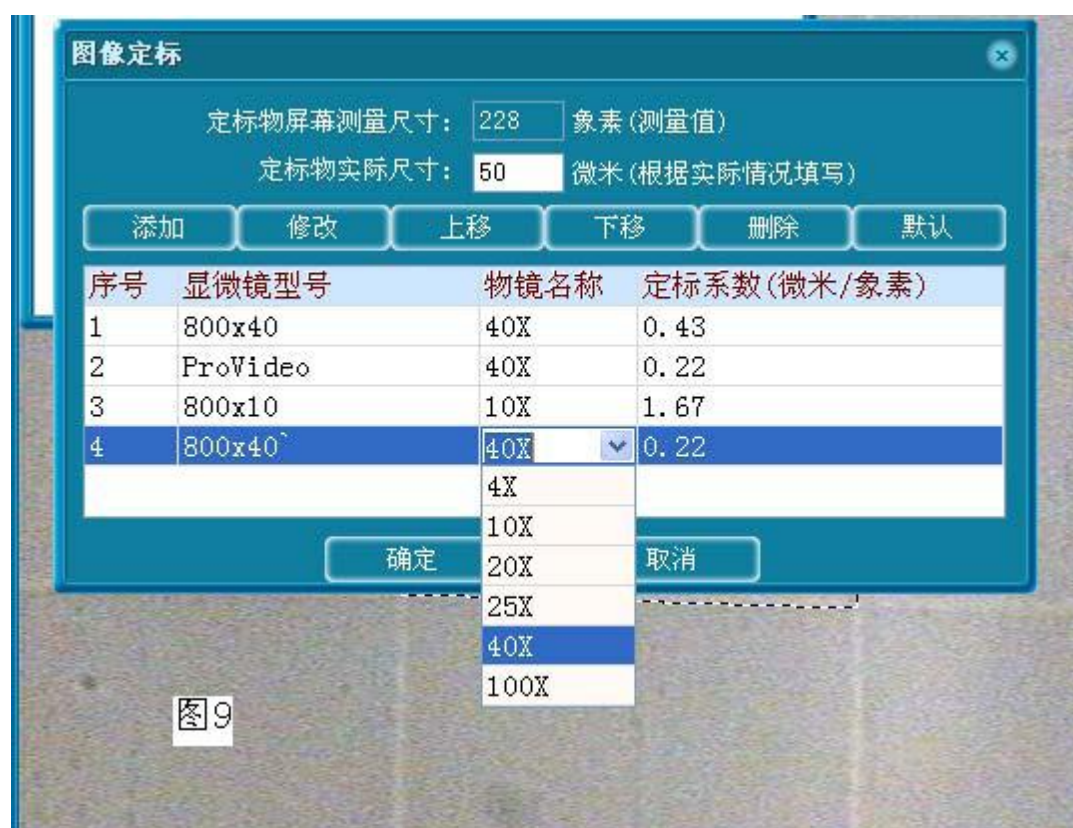 图像定标
定标物屏幕测量尺寸: 228 象素(测量值)
定标物实际尺寸: 50 微米(根据实际情况填写)
添加 修改 上移 下移 删除 默认
序号 显微镜型号 物镜名称 定标系数(微米/象素)
1 800x40 40X 0.43
2 ProVideo 40X 0.22
3 800x10 10X 1.67
4 800x40` 40X 0.22
4X
10X
20X
25X
40X
100X
确定 取消
图9